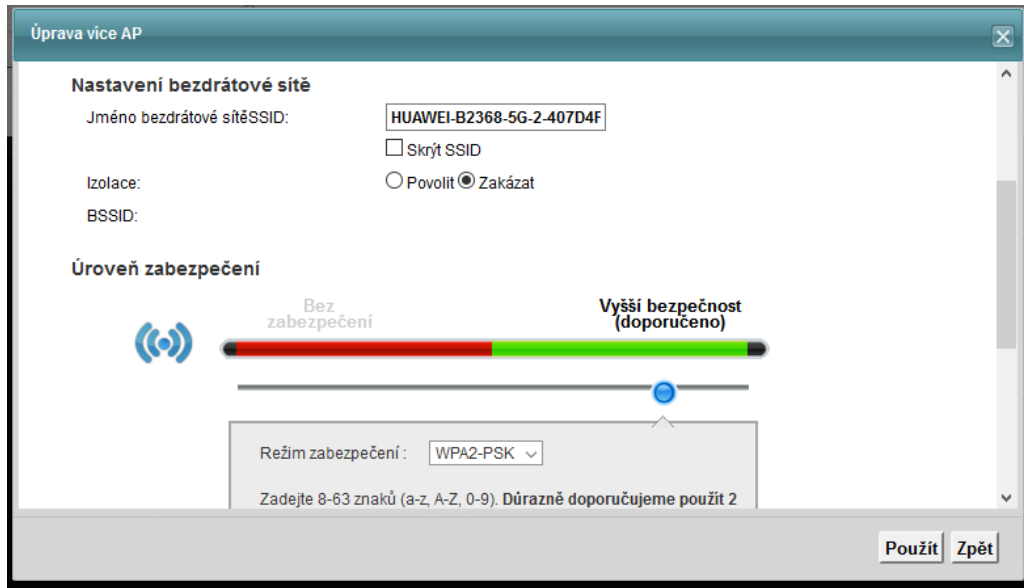 Úprava více AP
Nastavení bezdrátové sítě
Jméno bezdrátové sítěSSID: HUAWEI-B2368-5G-2-407D4F
Skrýt SSID
Izolace: Povolit Zakázat
BSSID:
Úroveň zabezpečení
Bez
zabezpečení
Vyšší bezpečnost
(doporučeno)
Režim zabezpečení : WPA2-PSK
Zadejte 8-63 znaků (a-z, A-Z, 0-9). Důrazně doporučujeme použít 2
Použít Zpět